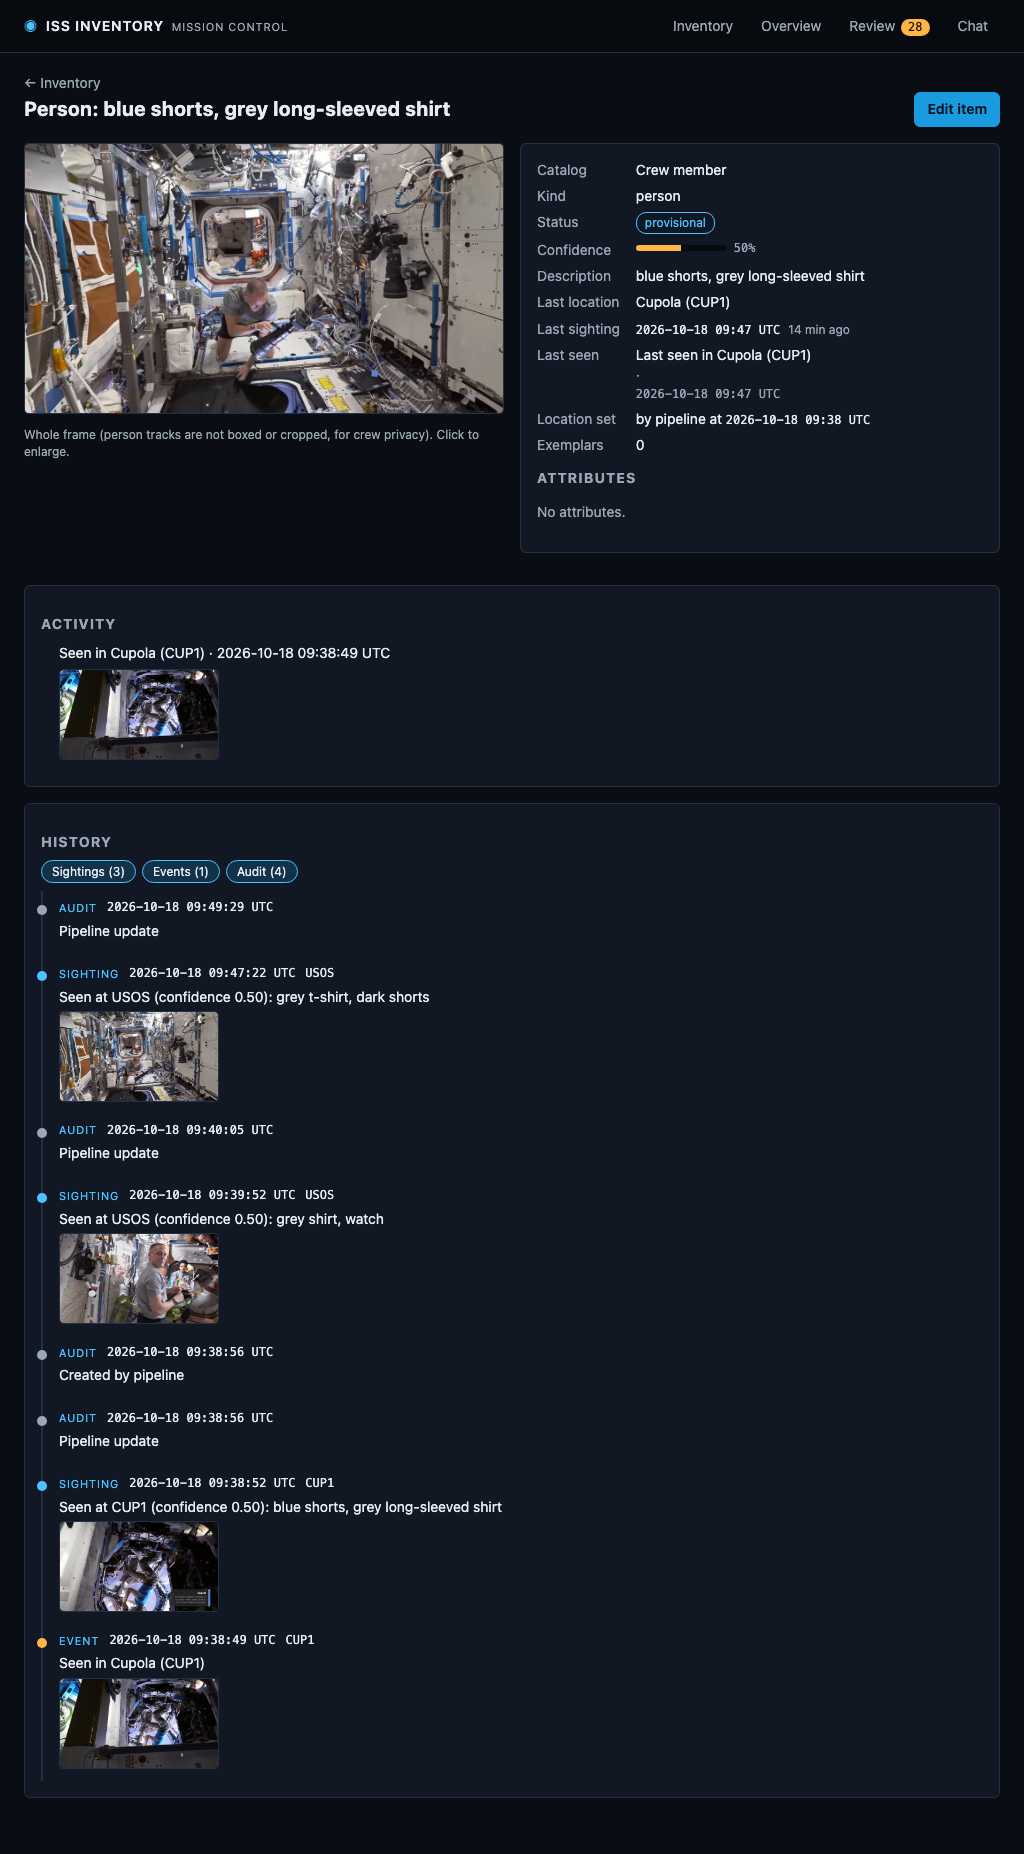 ISS INVENTORY MISSION CONTROL
Inventory Overview Review 28 Chat
← Inventory
Person: blue shorts, grey long-sleeved shirt
Edit item
Whole frame (person tracks are not boxed or cropped, for crew privacy). Click to
enlarge.
Catalog Crew member
Kind person
Status provisional
Confidence 50%
Description blue shorts, grey long-sleeved shirt
Last location Cupola (CUP1)
Last sighting 2026-10-18 09:47 UTC 14 min ago
Last seen Last seen in Cupola (CUP1)
·
2026-10-18 09:47 UTC
Location set by pipeline at 2026-10-18 09:38 UTC
Exemplars 0
ATTRIBUTES
No attributes.
ACTIVITY
Seen in Cupola (CUP1) · 2026-10-18 09:38:49 UTC
HISTORY
Sightings (3) Events (1) Audit (4)
AUDIT 2026-10-18 09:49:29 UTC
Pipeline update
SIGHTING 2026-10-18 09:47:22 UTC USOS
Seen at USOS (confidence 0.50): grey t-shirt, dark shorts
AUDIT 2026-10-18 09:40:05 UTC
Pipeline update
SIGHTING 2026-10-18 09:39:52 UTC USOS
Seen at USOS (confidence 0.50): grey shirt, watch
AUDIT 2026-10-18 09:38:56 UTC
Created by pipeline
AUDIT 2026-10-18 09:38:56 UTC
Pipeline update
SIGHTING 2026-10-18 09:38:52 UTC CUP1
Seen at CUP1 (confidence 0.50): blue shorts, grey long-sleeved shirt
EVENT 2026-10-18 09:38:49 UTC CUP1
Seen in Cupola (CUP1)